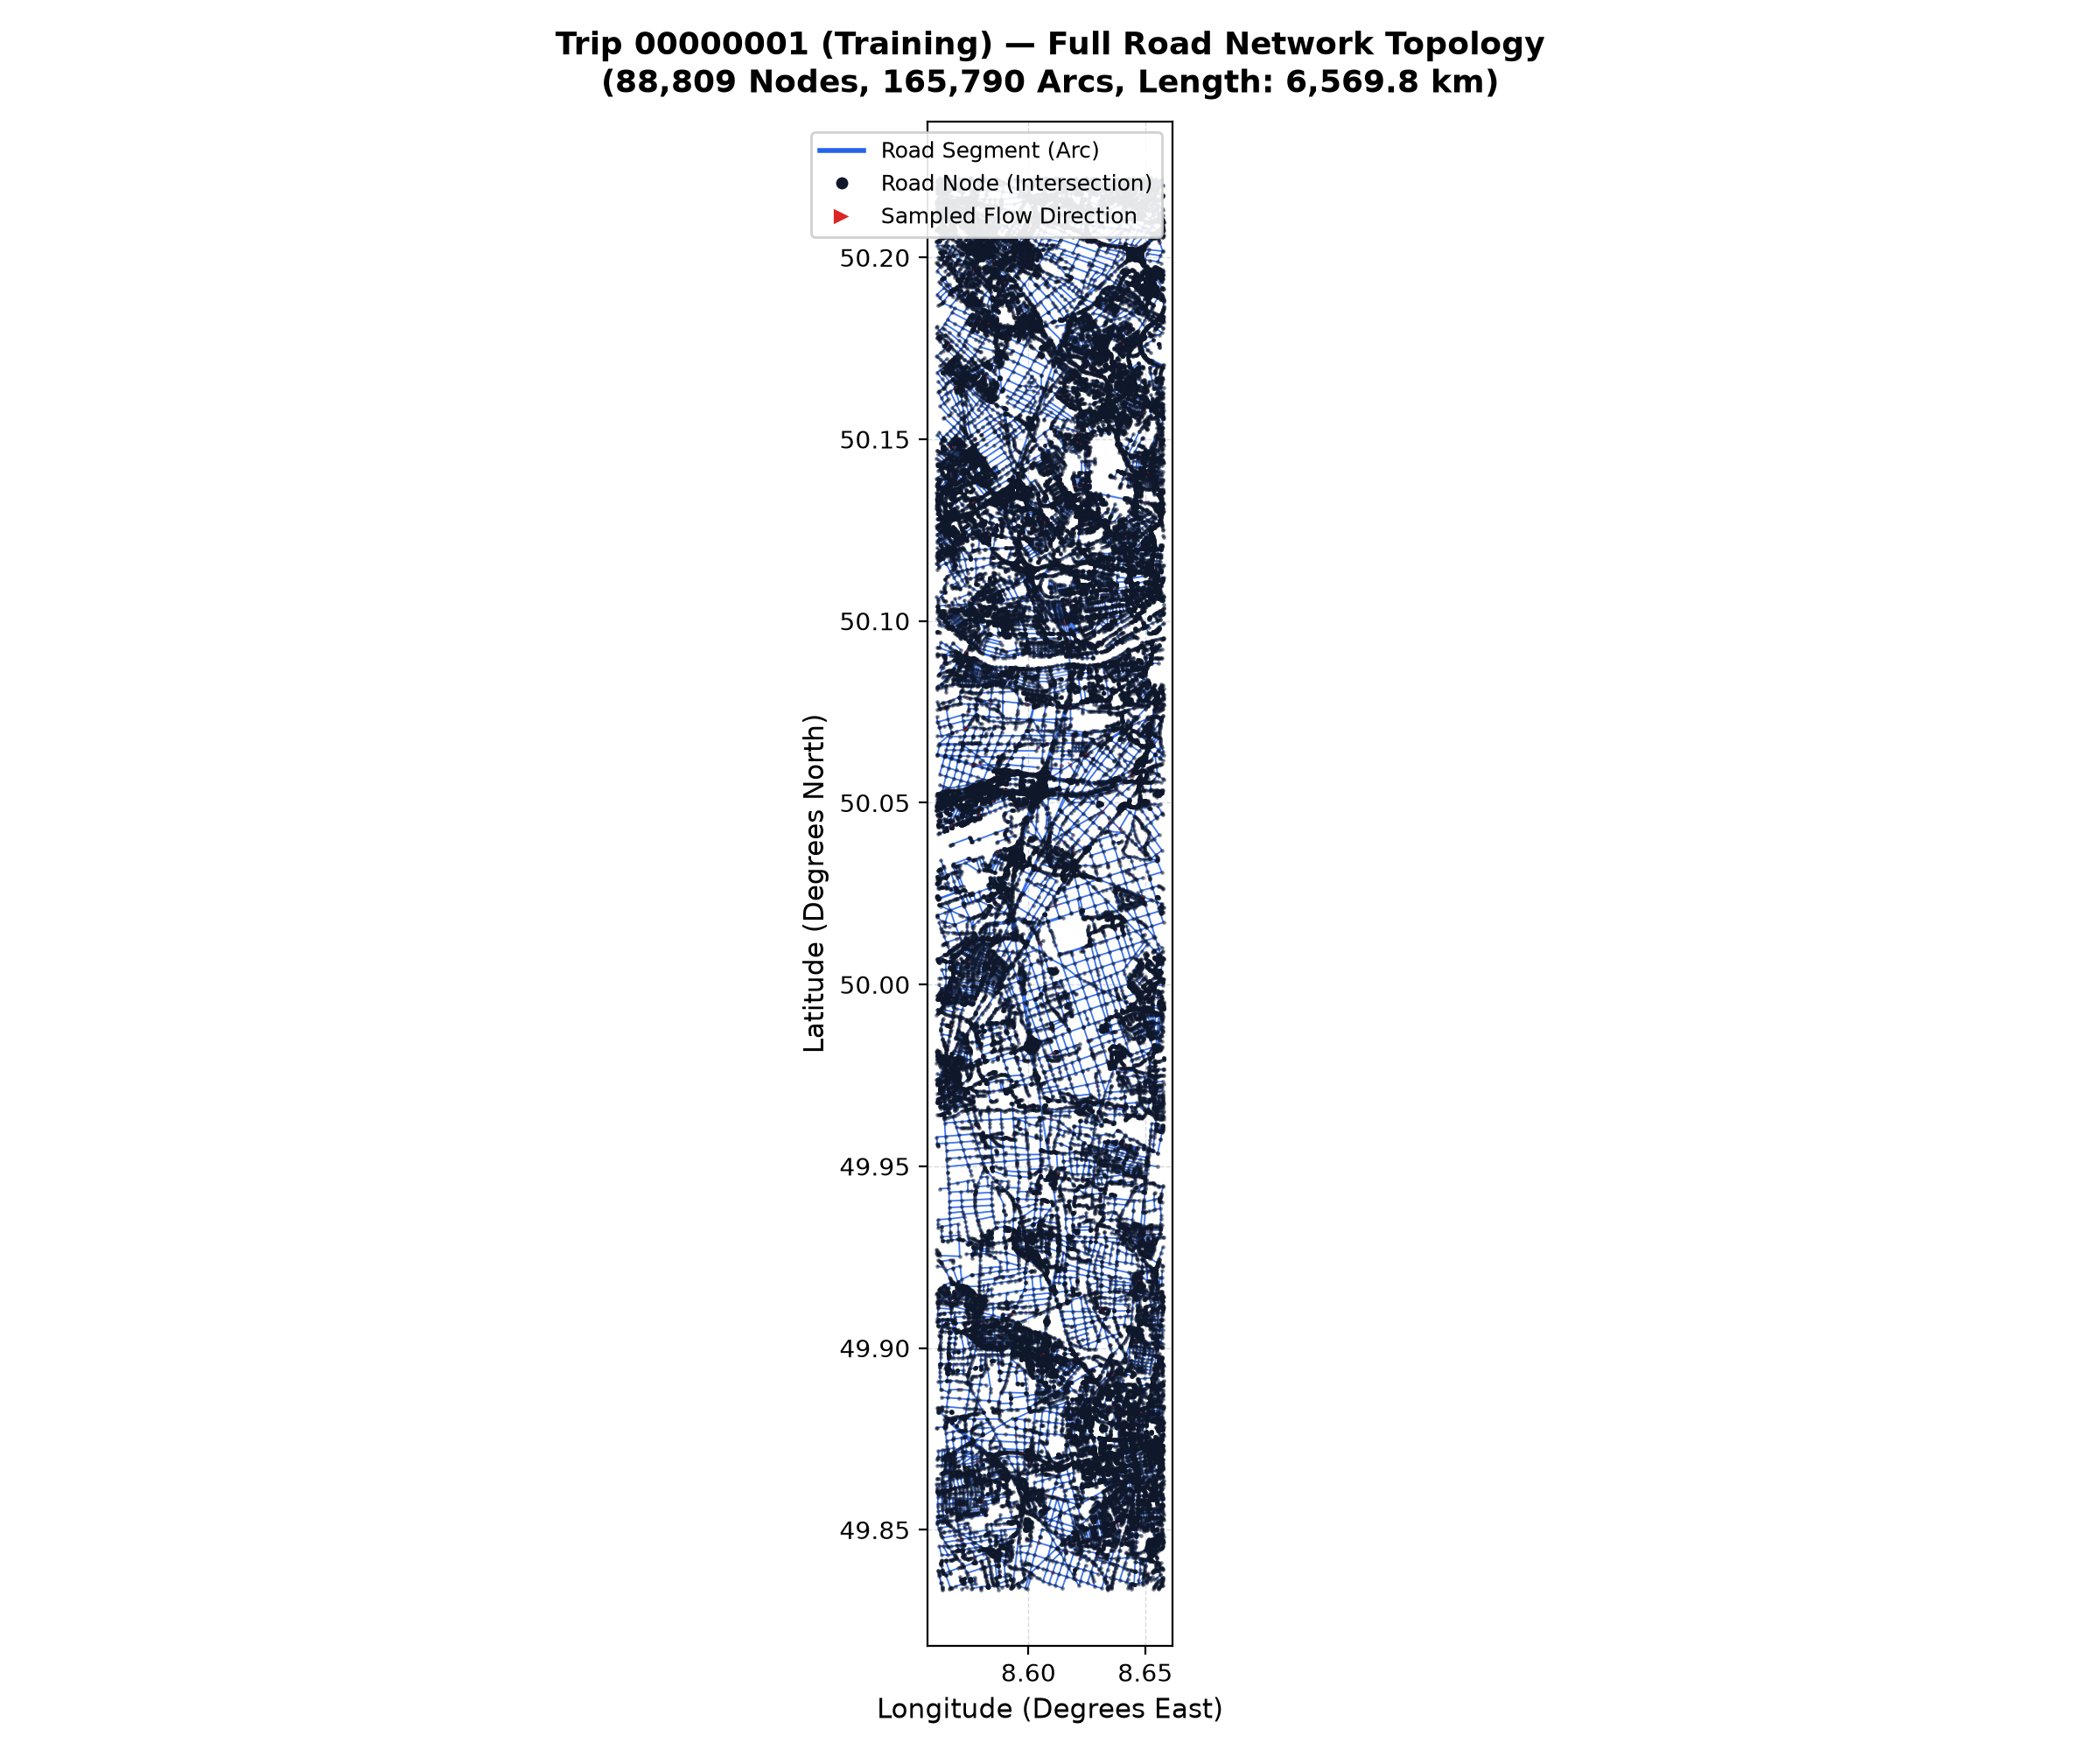 Trip 00000001 (Training) — Full Road Network Topology
(88,809 Nodes, 165,790 Arcs, Length: 6,569.8 km)
Road Segment (Arc)
Road Node (Intersection)
Sampled Flow Direction
50.20
50.15
50.10
50.05
50.00
49.95
49.90
49.85
Latitude (Degrees North)
8.60 8.65
Longitude (Degrees East)